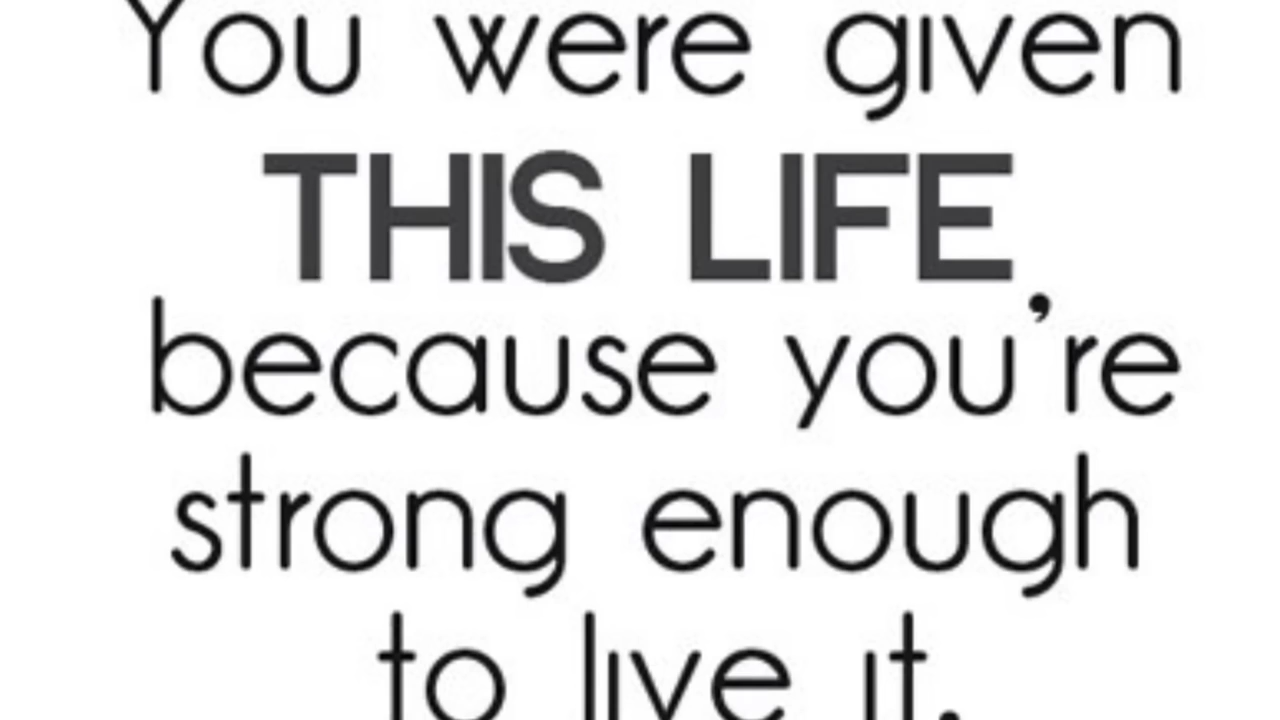 You were given
THIS LIFE
because you're
strong enough
to live it.